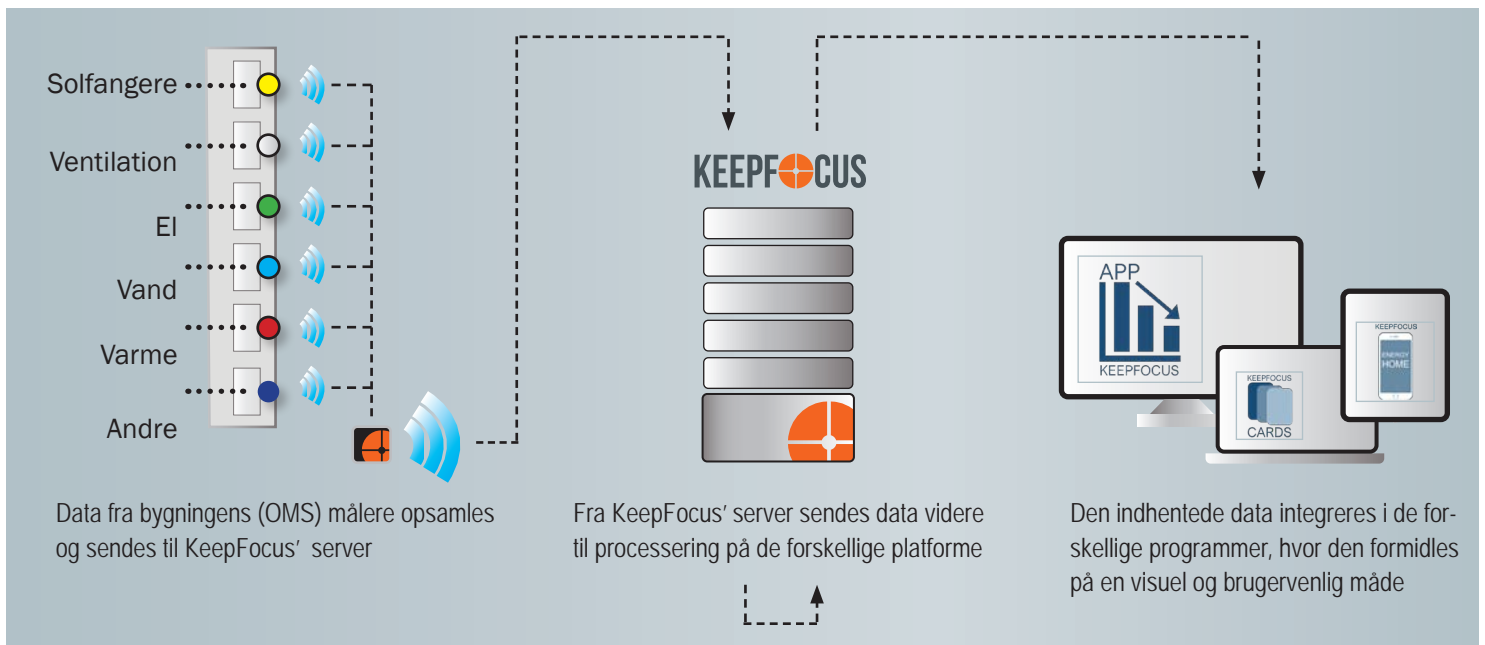 Solfangere
Ventilation
El
Vand
Varme
Andre
Data fra bygningens (OMS) målere opsamles
og sendes til KeepFocus’ server
KEEPFOCUS
Fra KeepFocus’ server sendes data videre
til processering på de forskellige platforme
APP
KEEPFOCUS
KEEPFOCUS
CARDS
KEEPFOCUS
ENERGY
HOME
Den indhentede data integreres i de for-
skellige programmer, hvor den formidles
på en visuel og brugervenlig måde